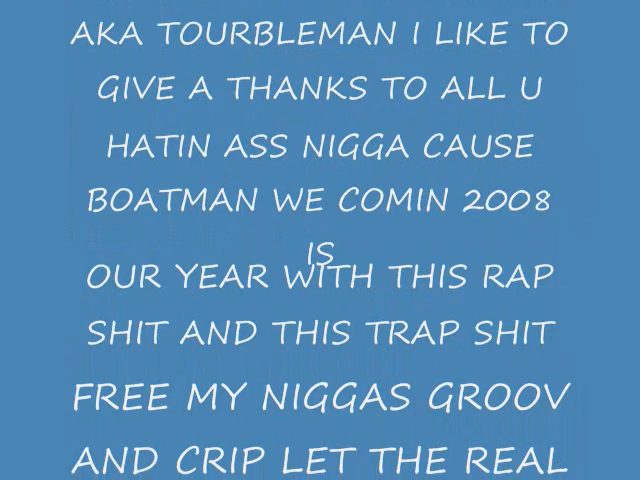 AKA TOURBLEMAN I LIKE TO
GIVE A THANKS TO ALL U
HATIN ASS NIGGA CAUSE
BOATMAN WE COMIN 2008
IS
OUR YEAR WITH THIS RAP
SHIT AND THIS TRAP SHIT
FREE MY NIGGAS GROOV
AND CRIP LET THE REAL